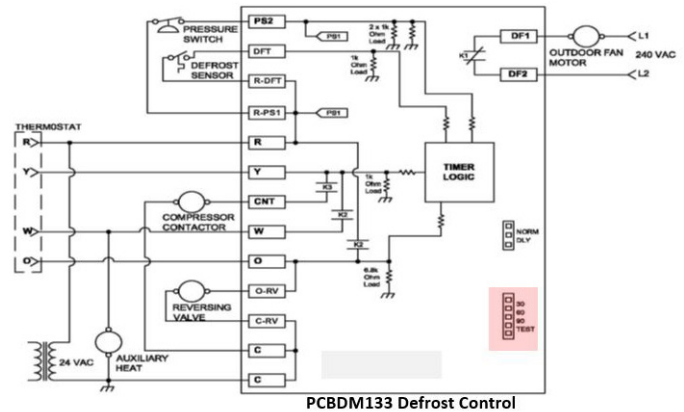 PS2
PRESSURE
SWITCH
PB1
2 x 1k
Ohm
Load
DFT
DEFROST
SENSOR
1k
Ohm
Load
R-DFT
R-PS1
PB1
DF1
K1
DF2
OUTDOOR FAN
MOTOR
L1
240 VAC
L2
THERMOSTAT
R
R
Y
Y
1k
Ohm
Load
TIMER
LOGIC
K3
CNT
COMPRESSOR
CONTACTOR
K2
W
W
K2
O
O
6.8k
Ohm
Load
O-RV
REVERSING
VALVE
C-RV
NORM
DLY
30
60
90
TEST
24 VAC
AUXILIARY
HEAT
C
C
PCBDM133 Defrost Control